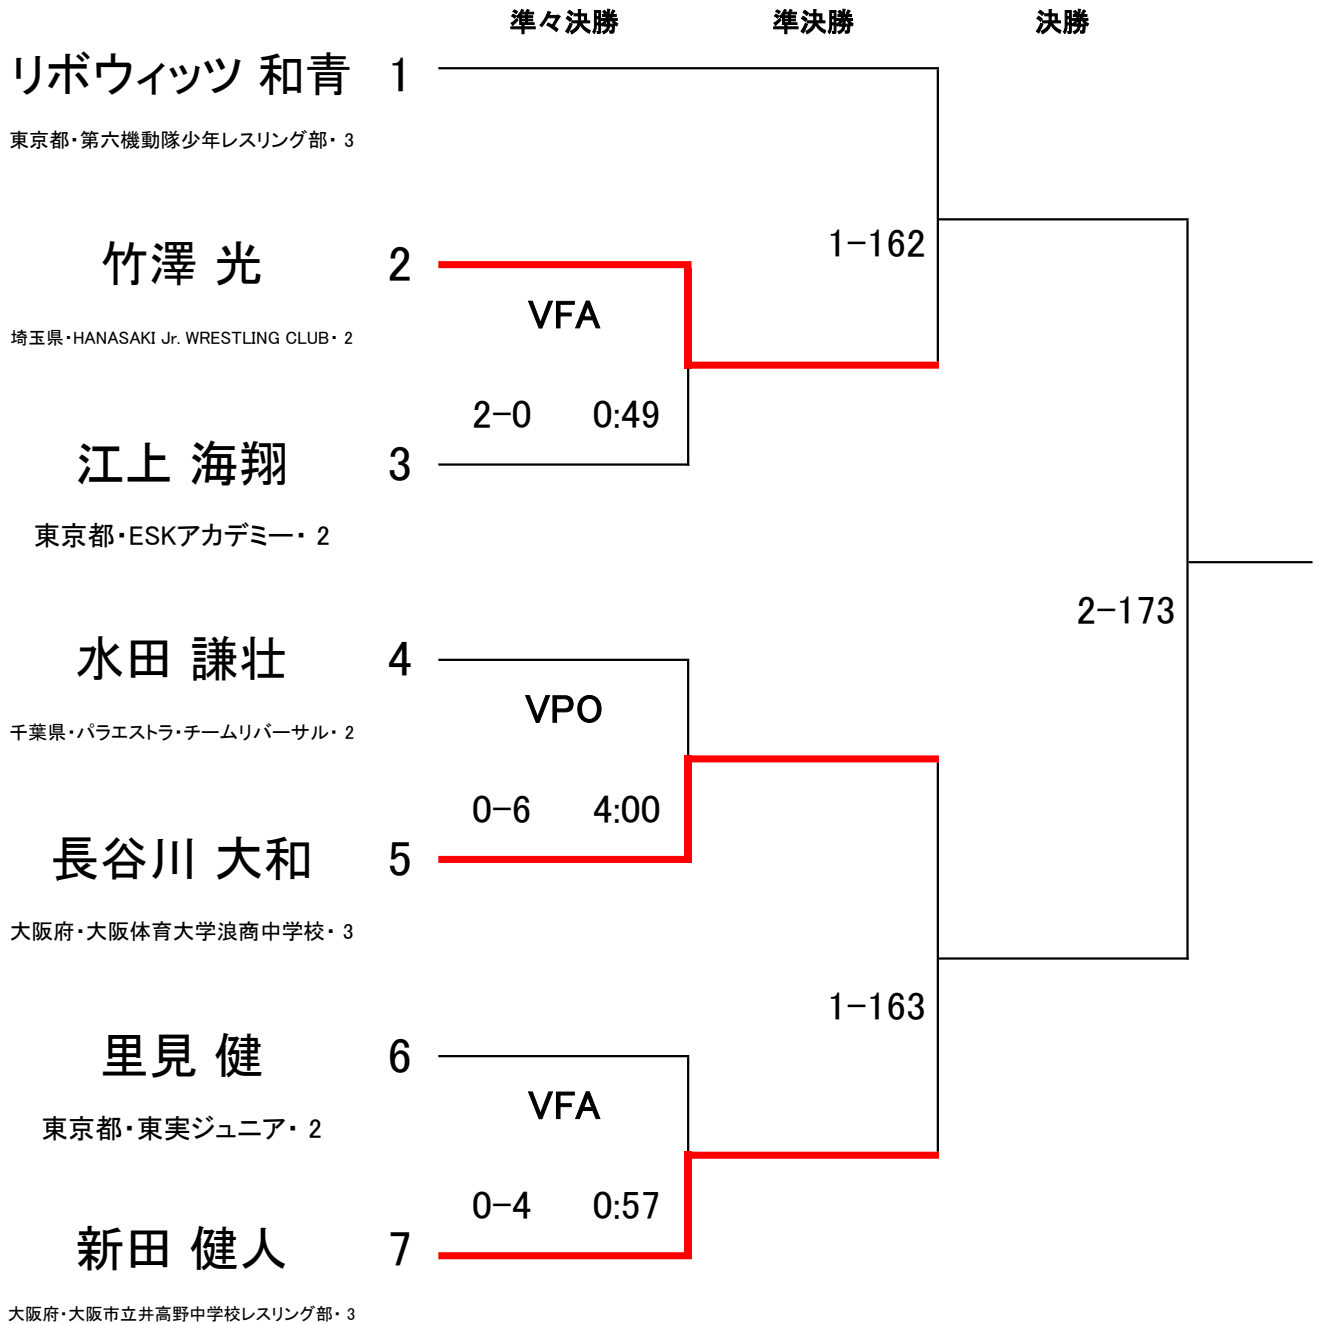 準々決勝 準決勝 決勝
リボウィッツ 和青 1
東京都・第六機動隊少年レスリング部・ 3
1-162
竹澤 光 2
VFA
埼玉県・HANASAKI Jr. WRESTLING CLUB・ 2
2-0 0:49
江上 海翔 3
東京都・ESKアカデミー・ 2
2-173
水田 謙壮 4
VPO
千葉県・パラエストラ・チームリバーサル・ 2
0-6 4:00
長谷川 大和 5
大阪府・大阪体育大学浪商中学校・ 3
1-163
里見 健 6
VFA
東京都・東実ジュニア・ 2
0-4 0:57
新田 健人 7
大阪府・大阪市立井高野中学校レスリング部・ 3